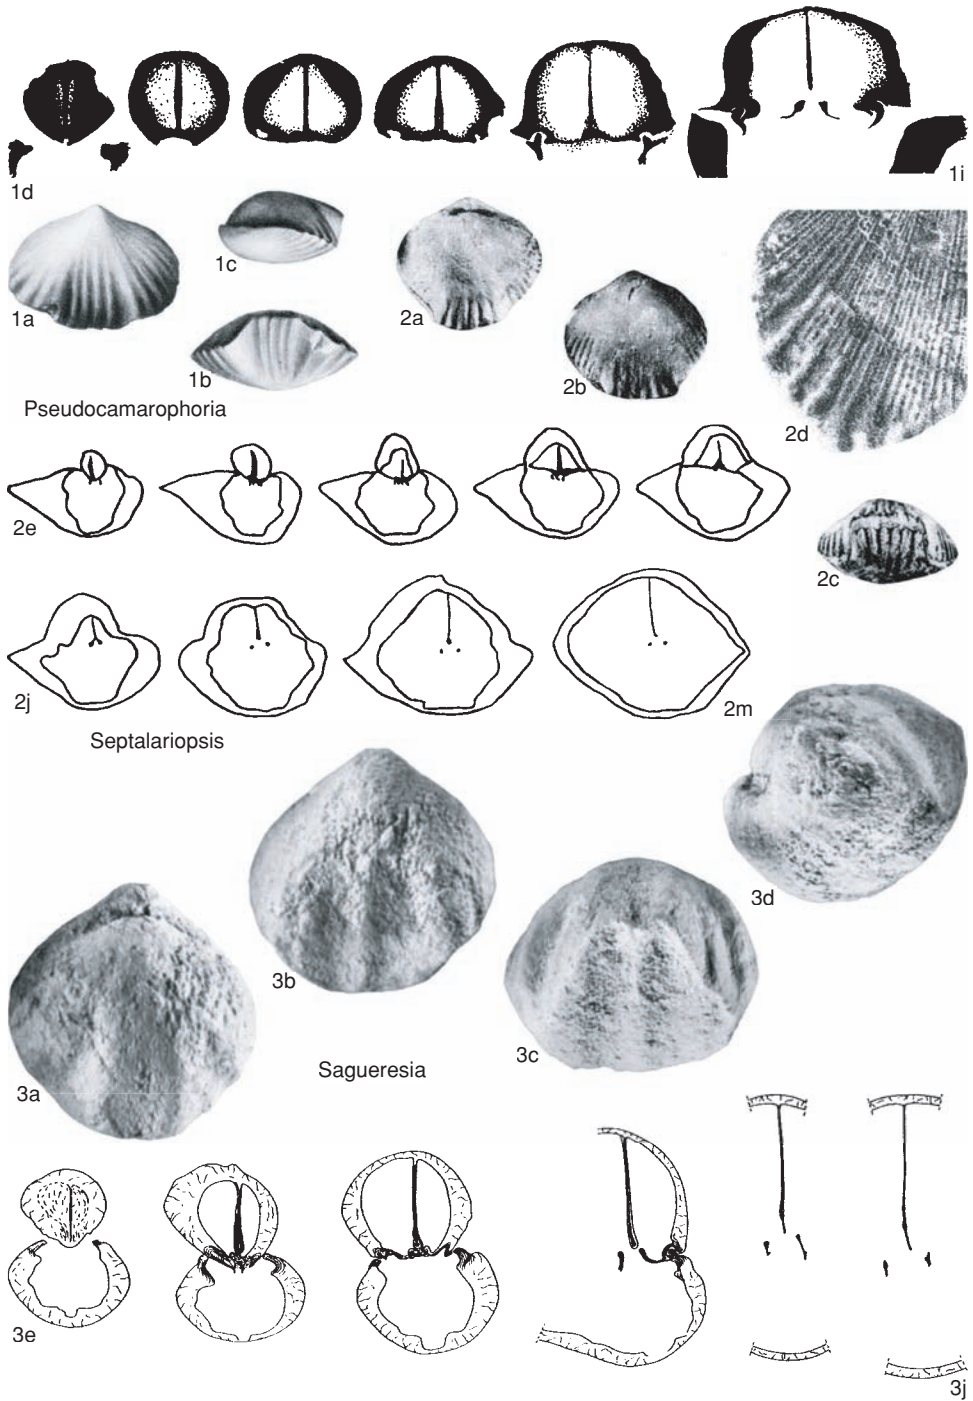 1d
1i
1a
1c
1b
2a
2b
2d
Pseudocamarophoria
2e
2c
2j
2m
Septalariopsis
3d
3b
3c
3a
Sagueresia
3e
3j